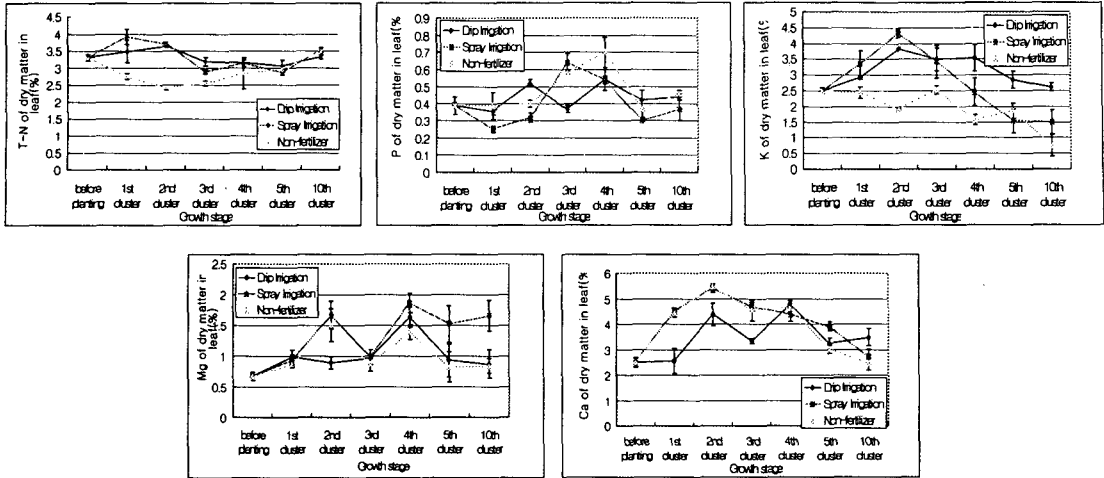 T-N of dry matter in
leaf(%)
4.5
4
3.5
3
2.5
2
1.5
1
0.5
0
Drip Irrigation
Spray Irrigation
Non-fertilizer
before
planting
1st
cluster
2nd
cluster
3rd
cluster
4th
cluster
5th
cluster
10th
cluster
Growth stage
P of dry matter in leaf(%)
0.9
0.8
0.7
0.6
0.5
0.4
0.3
0.2
0.1
0
Drip Irrigation
Spray Irrigation
Non-fertilizer
before
planting
1st
cluster
2nd
cluster
3rd
cluster
4th
cluster
5th
cluster
10th
cluster
Growth stage
K of dry matter in leaf(%
5
4.5
4
3.5
3
2.5
2
1.5
1
0.5
0
Drip Irrigation
Spray Irrigation
Non-fertilizer
before
planting
1st
cluster
2nd
cluster
3rd
cluster
4th
cluster
5th
cluster
10th
cluster
Growth stage
Mg of dry matter in
leaf(%)
2.5
2
1.5
1
0.5
0
Drip Irrigation
Spray Irrigation
Non-fertilizer
before
planting
1st
cluster
2nd
cluster
3rd
cluster
4th
cluster
5th
cluster
10th
cluster
Growth stage
Ca of dry matter in leaf(%
6
5
4
3
2
1
0
Drip Irrigation
Spray Irrigation
Non-fertilizer
before
planting
1st
cluster
2nd
cluster
3rd
cluster
4th
cluster
5th
cluster
10th
cluster
Growth stage